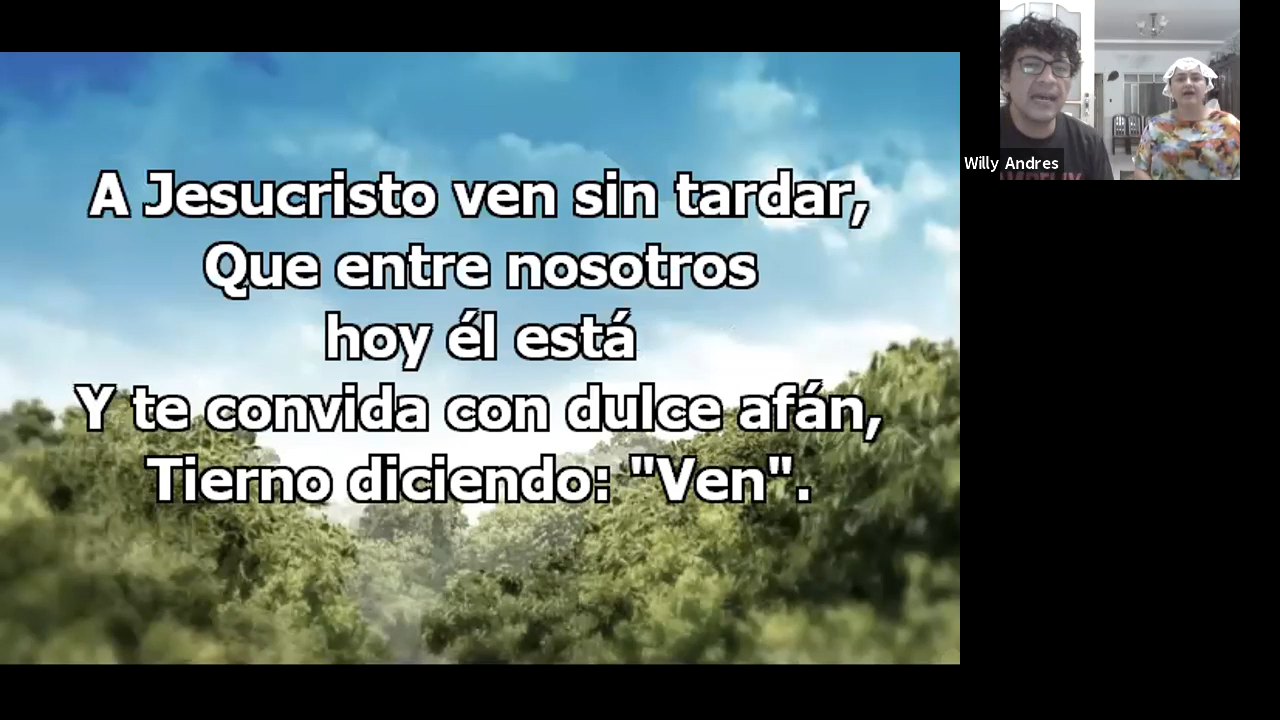 A Jesucristo ven sin tardar,
Que entre nosotros
hoy él está
Y te convida con dulce afán,
Tierno diciendo: "Ven".
Willy Andres